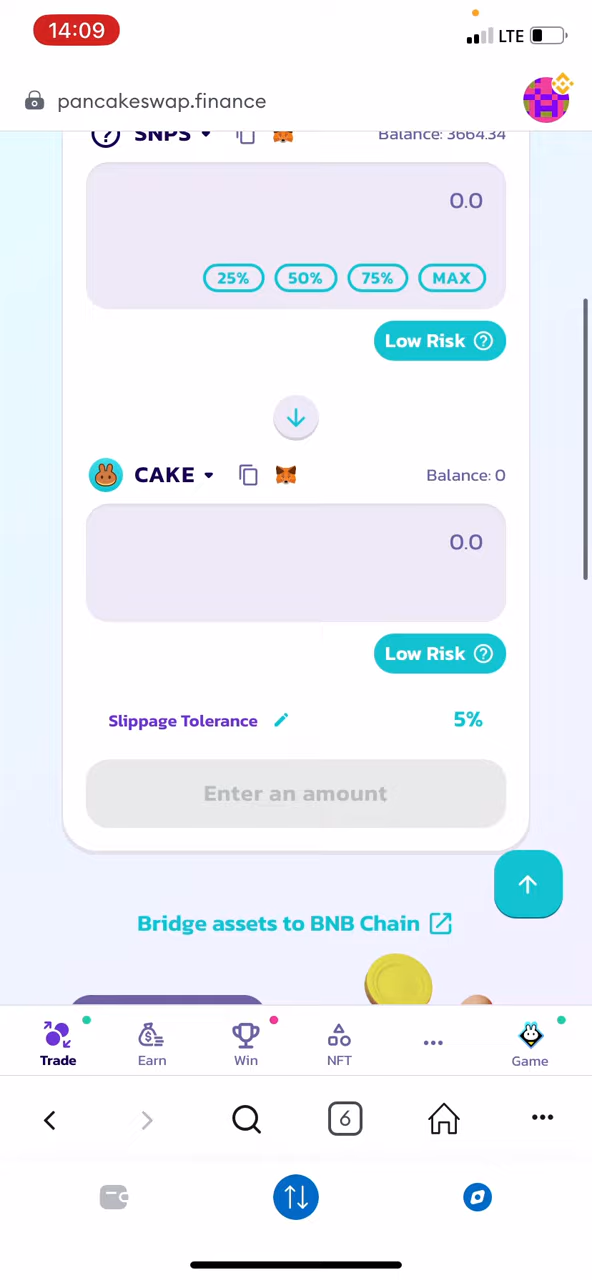 14:09
LTE
pancakeswap.finance
SNPS
Balance: 3664.34
0.0
25% 50% 75% MAX
Low Risk ?
CAKE
Balance: 0
0.0
Low Risk ?
Slippage Tolerance
5%
Enter an amount
Bridge assets to BNB Chain
Trade
Earn
Win
NFT
Game
6